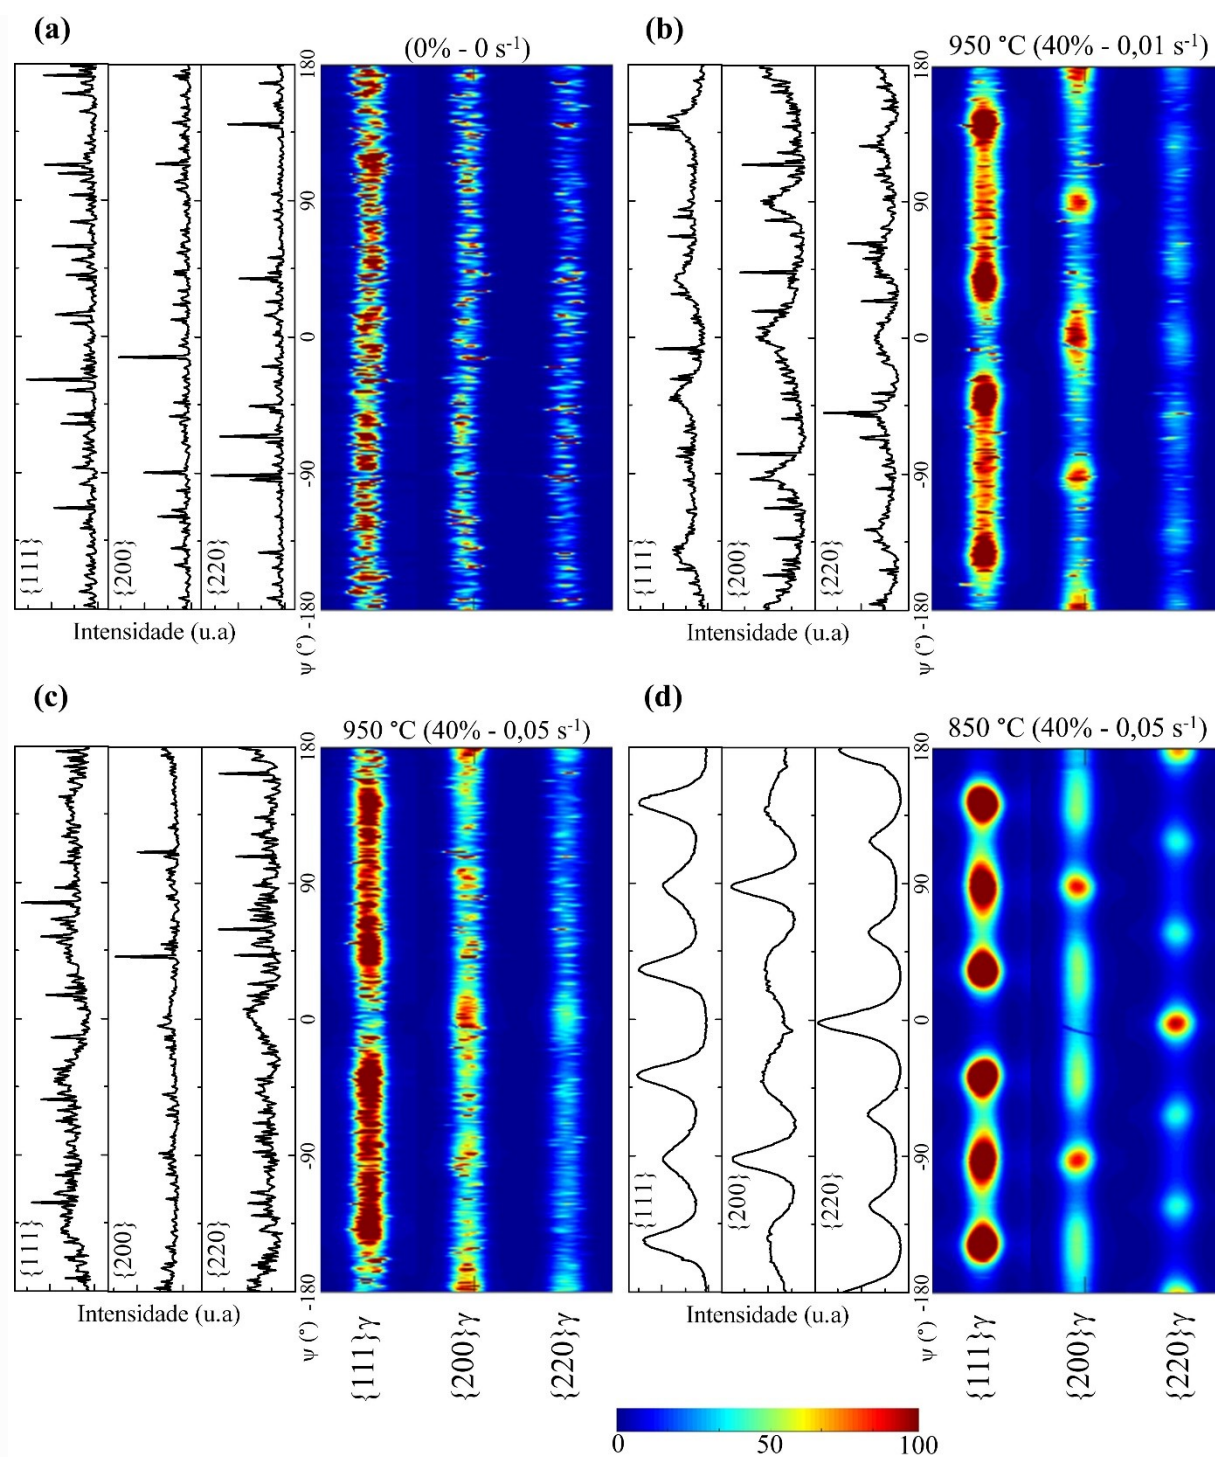 (a)
(0% - 0 s⁻¹)
{111}
{200}
{220}
180
90
0
-90
-180
Intensidade (u.a)
ψ (°)
(b)
950 °C (40% - 0,01 s⁻¹)
{111}
{200}
{220}
180
90
0
-90
-180
Intensidade (u.a)
ψ (°)
(c)
950 °C (40% - 0,05 s⁻¹)
{111}
{200}
{220}
180
90
0
-90
-180
Intensidade (u.a)
ψ (°)
{111}γ
{200}γ
{220}γ
(d)
850 °C (40% - 0,05 s⁻¹)
{111}
{200}
{220}
180
90
0
-90
-180
Intensidade (u.a)
ψ (°)
{111}γ
{200}γ
{220}γ
0
50
100